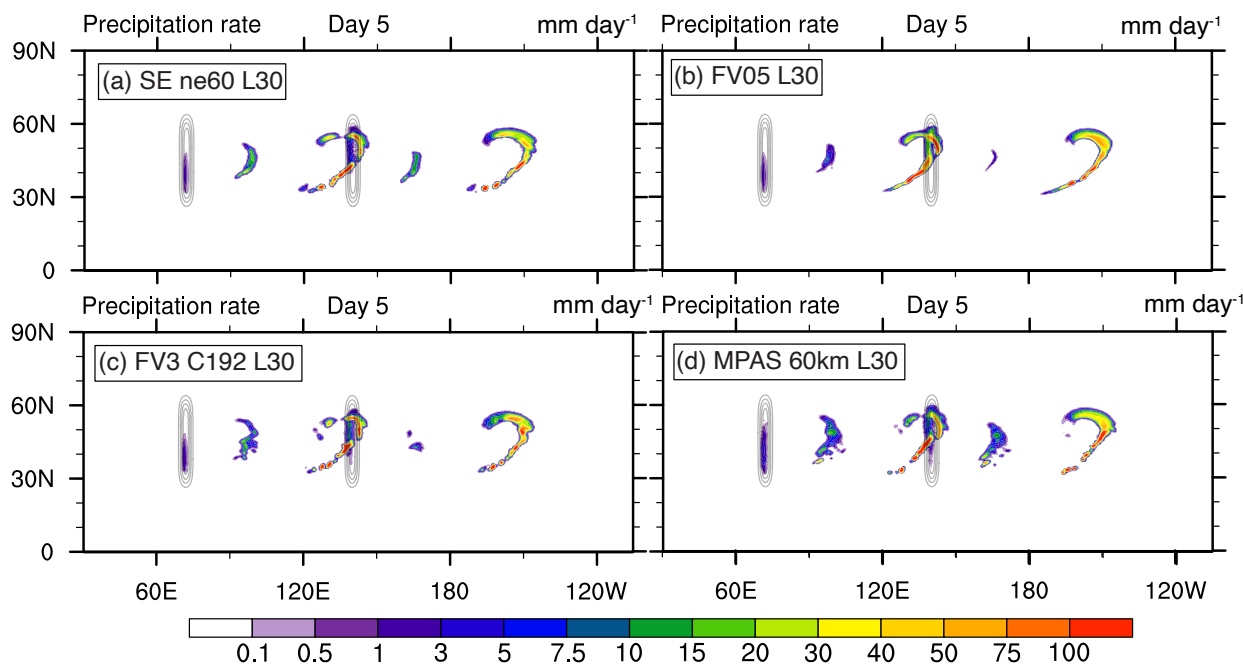 Precipitation rate Day 5 mm day⁻¹ Precipitation rate Day 5 mm day⁻¹
90N
(a) SE ne60 L30 (b) FV05 L30
60N
30N
0
Precipitation rate Day 5 mm day⁻¹ Precipitation rate Day 5 mm day⁻¹
90N
(c) FV3 C192 L30 (d) MPAS 60km L30
60N
30N
0
60E 120E 180 120W 60E 120E 180 120W
0.1 0.5 1 3 5 7.5 10 15 20 30 40 50 75 100